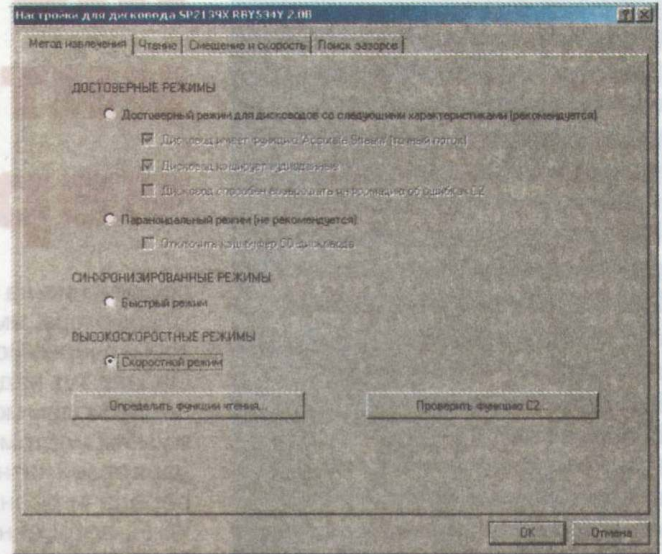 Настройки для дисковода SP2139X RBY534Y 2.0B
Метод извлечения Чтение Смещение и скорость Поиск зазоров
ДОСТОВЕРНЫЕ РЕЖИМЫ
Достоверный режим для дисководов со следующими характеристиками (рекомендуется)
Дисковод имеет функцию 'Accurate Stream' (точный поток)
Дисковод кэширует аудиоданные
Дисковод способен возвращать информацию об ошибках C2
Параноидальный режим (не рекомендуется)
Отключить кэш-буфер CD-дисковода
СИНХРОНИЗИРОВАННЫЕ РЕЖИМЫ
Быстрый режим
ВЫСОКОСКОРОСТНЫЕ РЕЖИМЫ
Скоростной режим
Определить функции чтения... Проверить функцию C2...
OK Отмена